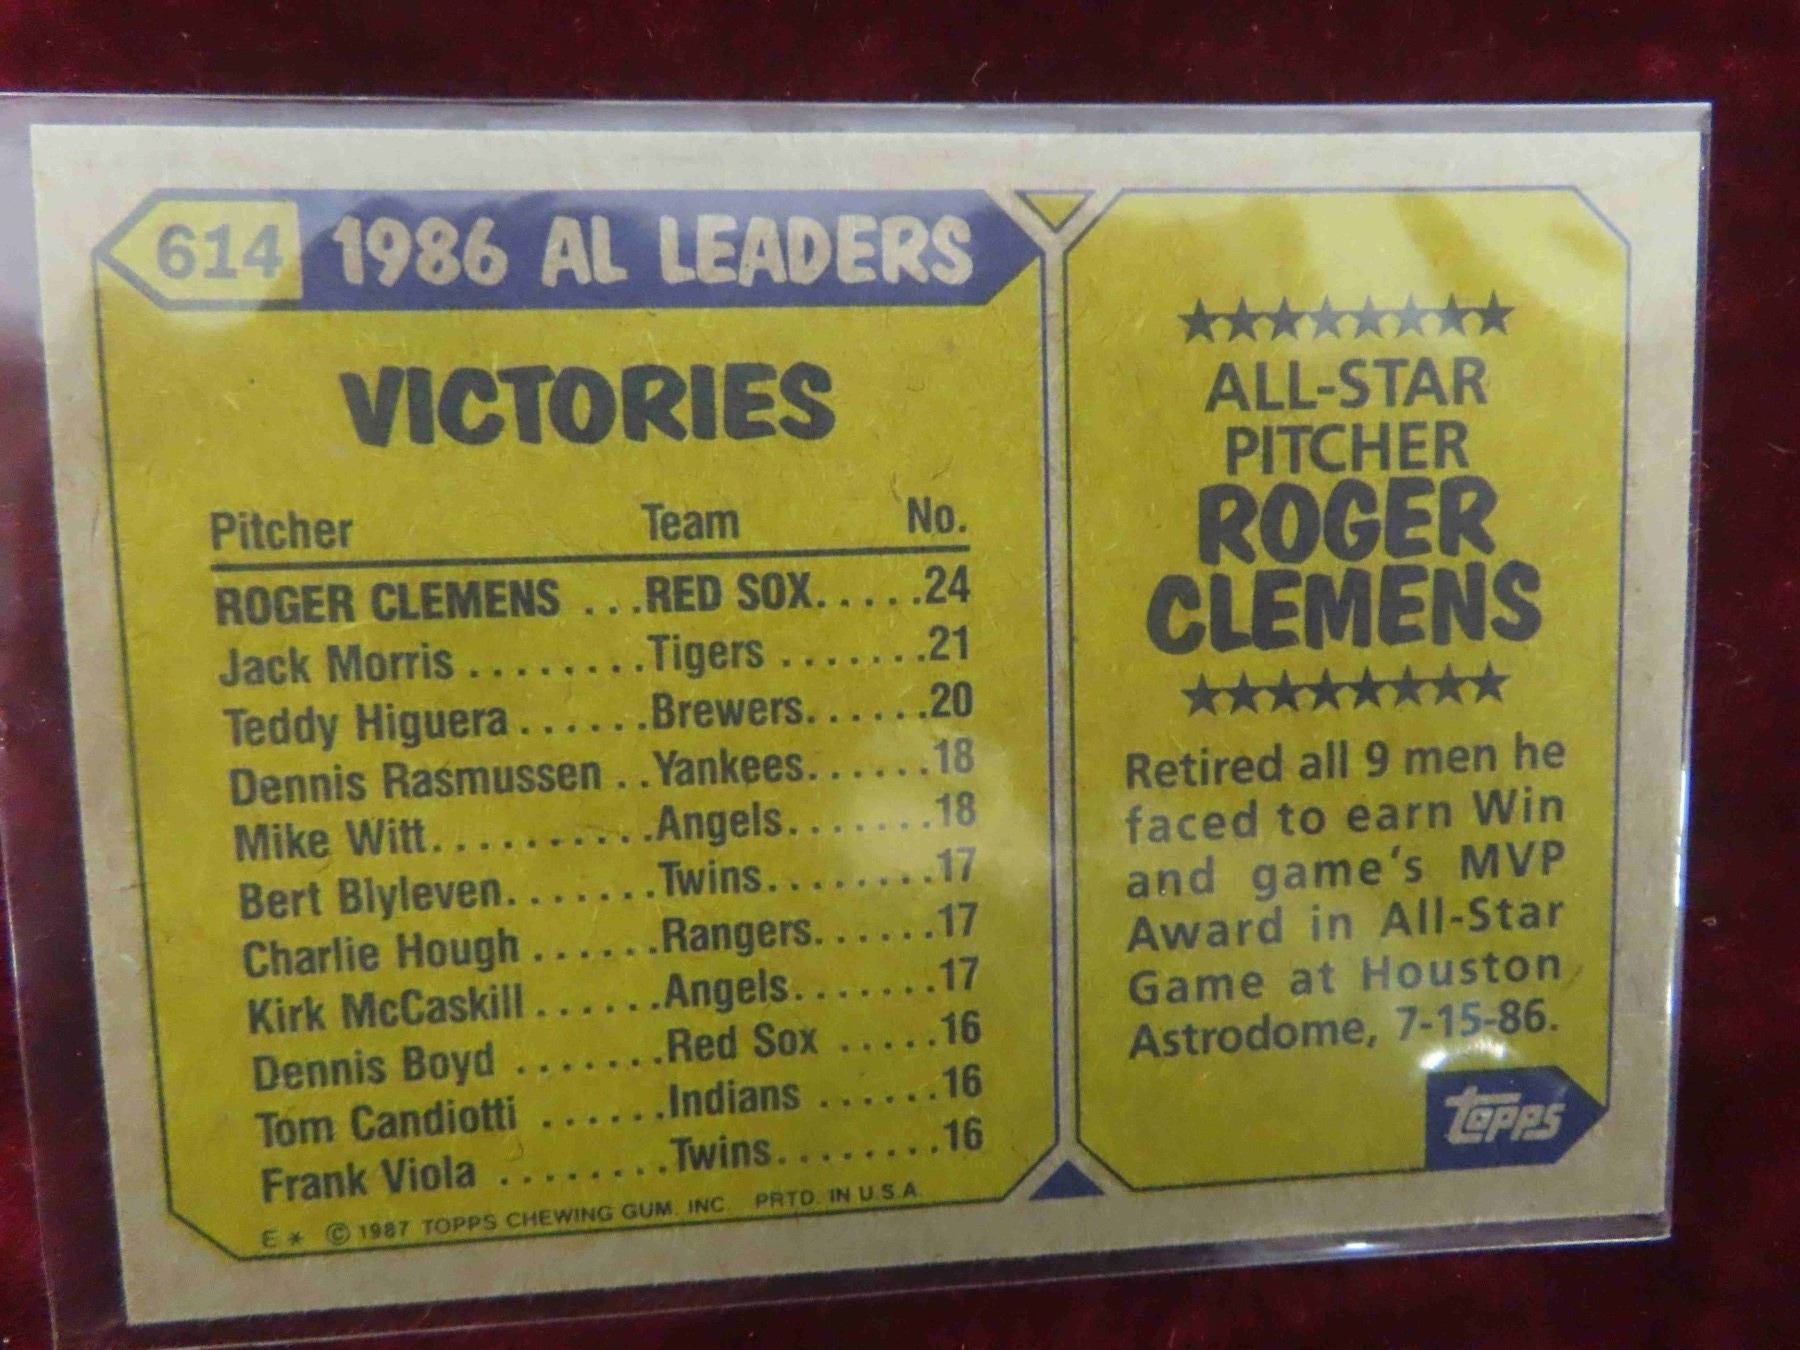 614 1986 AL LEADERS
VICTORIES
Pitcher Team No.
ROGER CLEMENS ...RED SOX.....24
Jack Morris ........Tigers .......21
Teddy Higuera......Brewers......20
Dennis Rasmussen ..Yankees......18
Mike Witt..........Angels.......18
Bert Blyleven.......Twins........17
Charlie Hough ......Rangers......17
Kirk McCaskill ......Angels.......17
Dennis Boyd .......Red Sox .....16
Tom Candiotti ......Indians ......16
Frank Viola ........Twins........16
E * © 1987 TOPPS CHEWING GUM, INC. PRTD. IN U.S.A.
ALL-STAR
PITCHER
ROGER
CLEMENS
Retired all 9 men he
faced to earn Win
and game's MVP
Award in All-Star
Game at Houston
Astrodome, 7-15-86.
topps